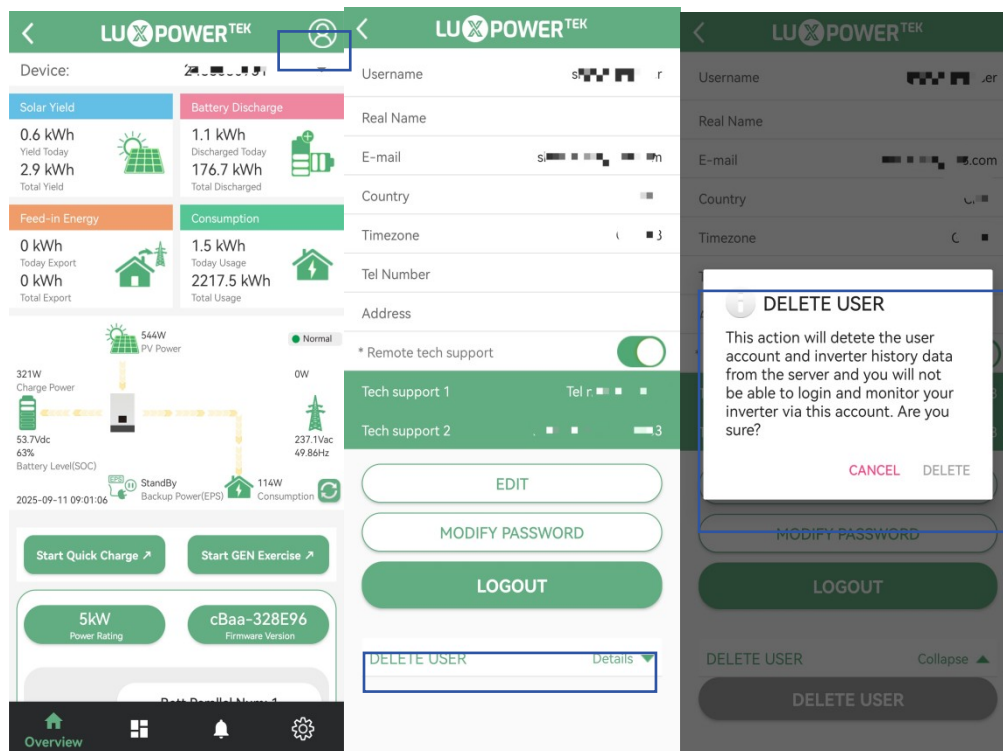 LUXPOWERTEK
Device:
Solar Yield
Battery Discharge
0.6 kWh
Yield Today
2.9 kWh
Total Yield
1.1 kWh
Discharged Today
176.7 kWh
Total Discharged
Feed-in Energy
Consumption
0 kWh
Today Export
0 kWh
Total Export
1.5 kWh
Today Usage
2217.5 kWh
Total Usage
544W
PV Power
Normal
321W
Charge Power
0W
53.7Vdc
63%
Battery Level(SOC)
237.1Vac
49.86Hz
EPS
StandBy
Backup Power(EPS)
114W
Consumption
2025-09-11 09:01:06
Start Quick Charge ↗
Start GEN Exercise ↗
5kW
Power Rating
cBaa-328E96
Firmware Version
Batt Parallel Num: 1
Overview
LUXPOWERTEK
Username
Real Name
E-mail
Country
Timezone
Tel Number
Address
* Remote tech support
Tech support 1 Tel
Tech support 2
EDIT
MODIFY PASSWORD
LOGOUT
DELETE USER Details
LUXPOWERTEK
Username
Real Name
E-mail s.com
Country
Timezone
DELETE USER
This action will detete the user
account and inverter history data
from the server and you will not
be able to login and monitor your
inverter via this account. Are you
sure?
CANCEL DELETE
MODIFY PASSWORD
LOGOUT
DELETE USER Collapse
DELETE USER